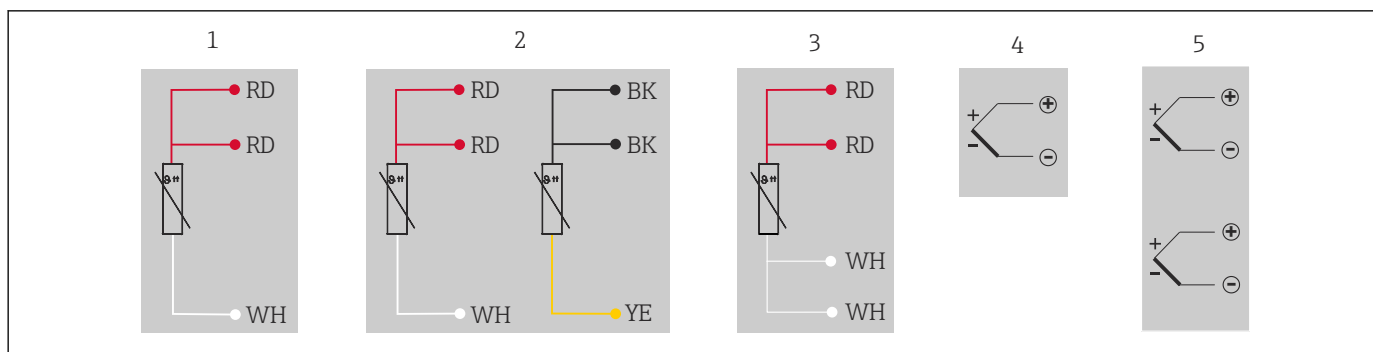 1 2 3 4 5
RD RD BK RD + +
RD RD BK RD + - + -
- -
ϑ ϑ ϑ ϑ
WH + +
+ -
WH WH YE WH - -